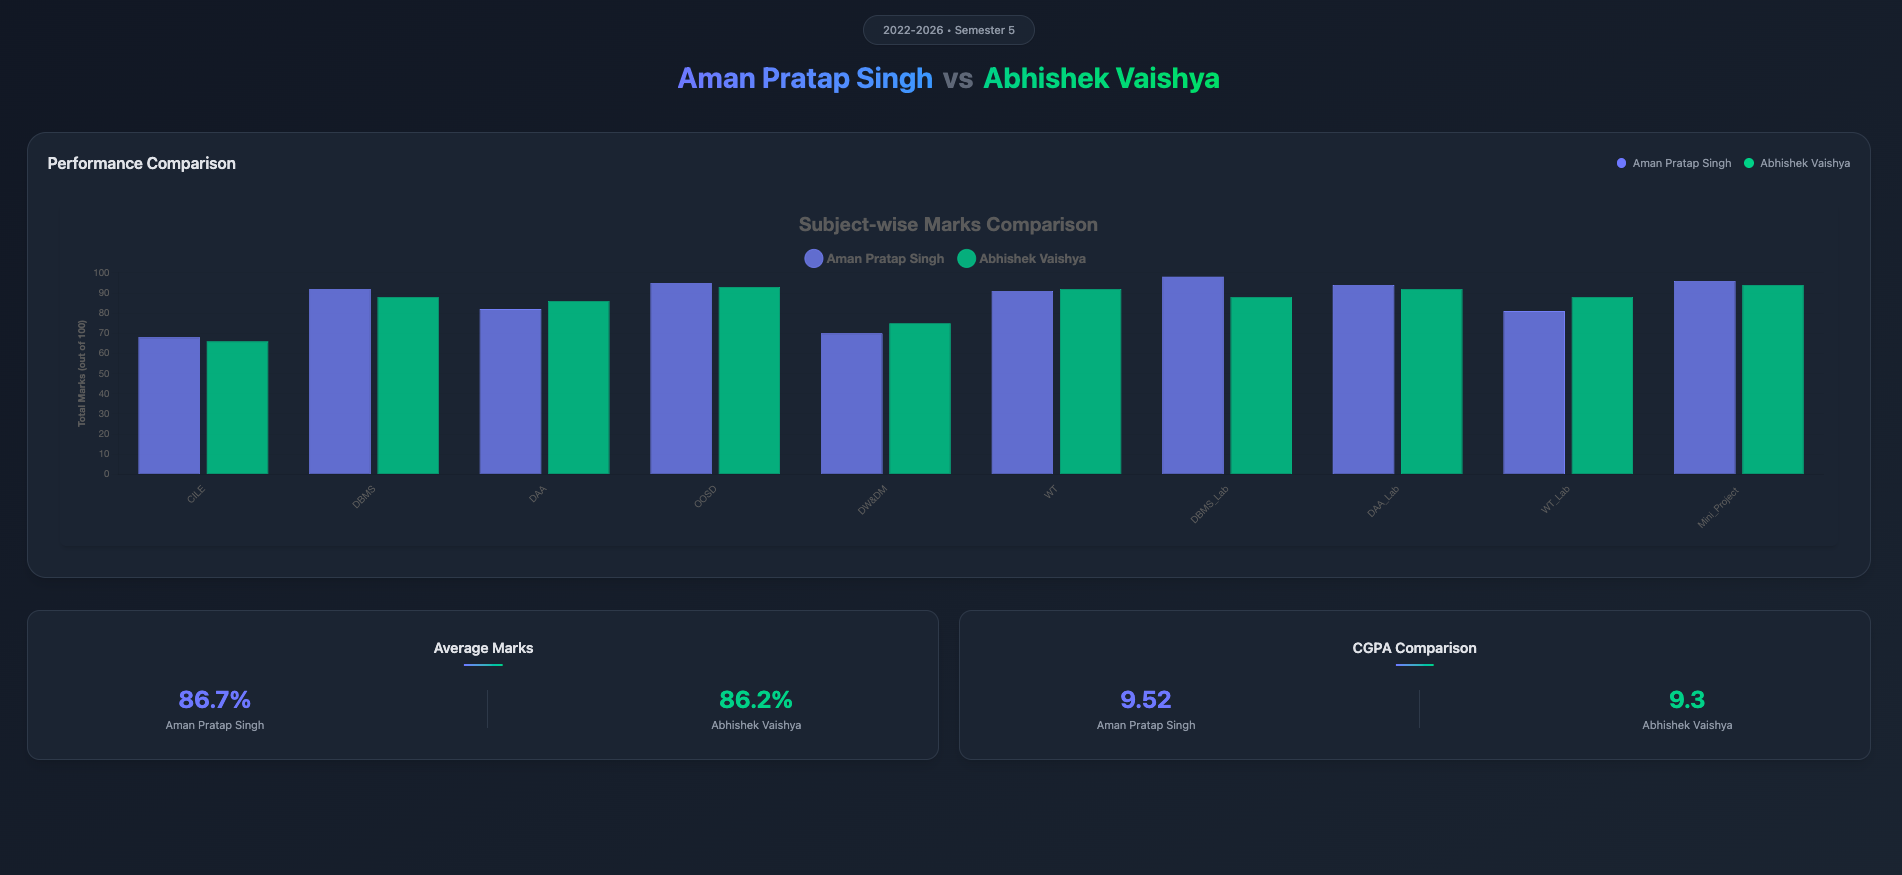 2022-2026 • Semester 5
Aman Pratap Singh vs Abhishek Vaishya
Performance Comparison
Aman Pratap Singh Abhishek Vaishya
Subject-wise Marks Comparison
Aman Pratap Singh Abhishek Vaishya
Total Marks (out of 100)
100
90
80
70
60
50
40
30
20
10
0
CILE
DBMS
DAA
OOSD
DW&DM
WT
DBMS_Lab
DAA_Lab
WT_Lab
Mini_Project
Average Marks
86.7%
Aman Pratap Singh
86.2%
Abhishek Vaishya
CGPA Comparison
9.52
Aman Pratap Singh
9.3
Abhishek Vaishya